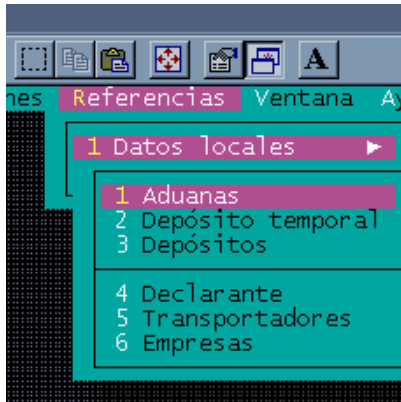 A
nes Referencias Ventana Ay
1 Datos locales
1 Aduanas
2 Depósito temporal
3 Depósitos
4 Declarante
5 Transportadores
6 Empresas